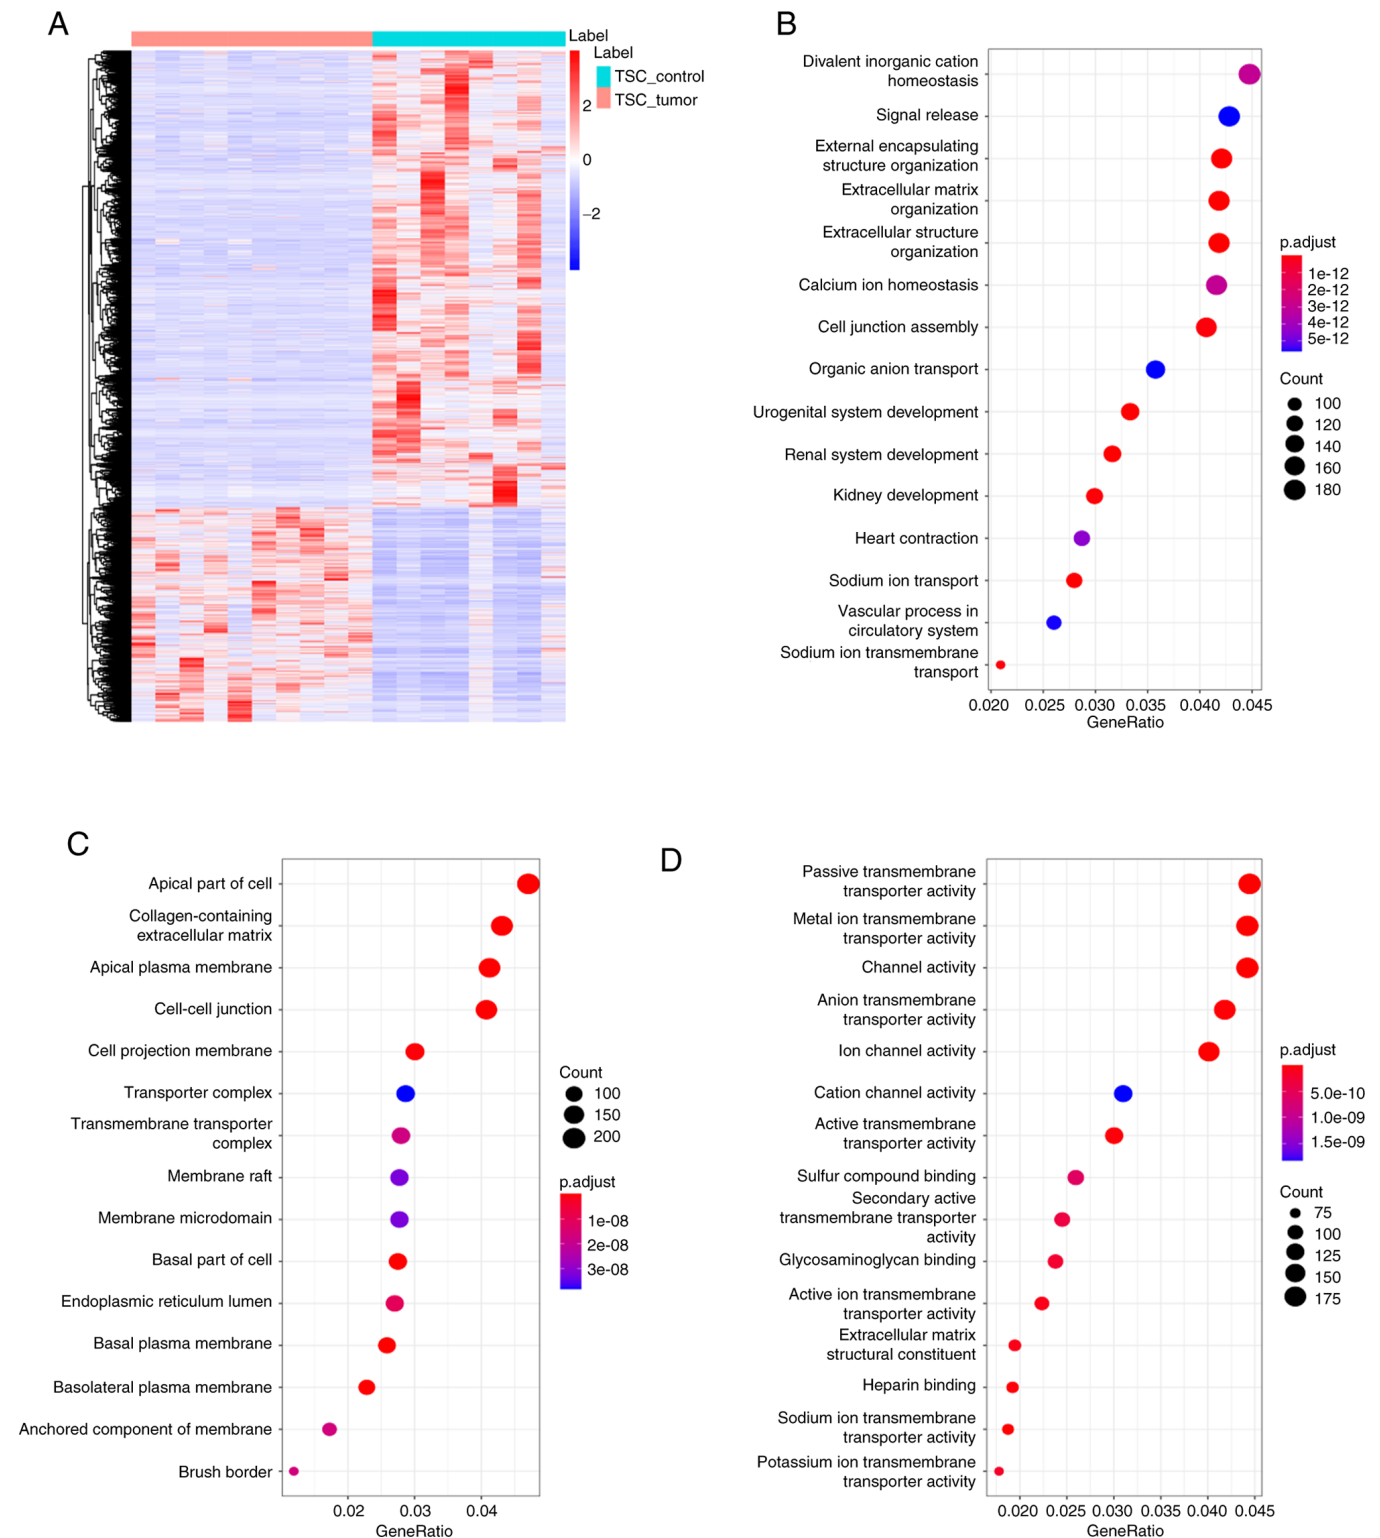 A
Label
Label
TSC_control
TSC_tumor
2
0
−2
B
Divalent inorganic cation
homeostasis
Signal release
External encapsulating
structure organization
Extracellular matrix
organization
Extracellular structure
organization
Calcium ion homeostasis
Cell junction assembly
Organic anion transport
Urogenital system development
Renal system development
Kidney development
Heart contraction
Sodium ion transport
Vascular process in
circulatory system
Sodium ion transmembrane
transport
0.020 0.025 0.030 0.035 0.040 0.045
GeneRatio
p.adjust
1e-12
2e-12
3e-12
4e-12
5e-12
Count
100
120
140
160
180
C
Apical part of cell
Collagen-containing
extracellular matrix
Apical plasma membrane
Cell-cell junction
Cell projection membrane
Transporter complex
Transmembrane transporter
complex
Membrane raft
Membrane microdomain
Basal part of cell
Endoplasmic reticulum lumen
Basal plasma membrane
Basolateral plasma membrane
Anchored component of membrane
Brush border
0.02 0.03 0.04
GeneRatio
Count
100
150
200
p.adjust
1e-08
2e-08
3e-08
D
Passive transmembrane
transporter activity
Metal ion transmembrane
transporter activity
Channel activity
Anion transmembrane
transporter activity
Ion channel activity
Cation channel activity
Active transmembrane
transporter activity
Sulfur compound binding
Secondary active
transmembrane transporter
activity
Glycosaminoglycan binding
Active ion transmembrane
transporter activity
Extracellular matrix
structural constituent
Heparin binding
Sodium ion transmembrane
transporter activity
Potassium ion transmembrane
transporter activity
0.020 0.025 0.030 0.035 0.040 0.045
GeneRatio
p.adjust
5.0e-10
1.0e-09
1.5e-09
Count
75
100
125
150
175